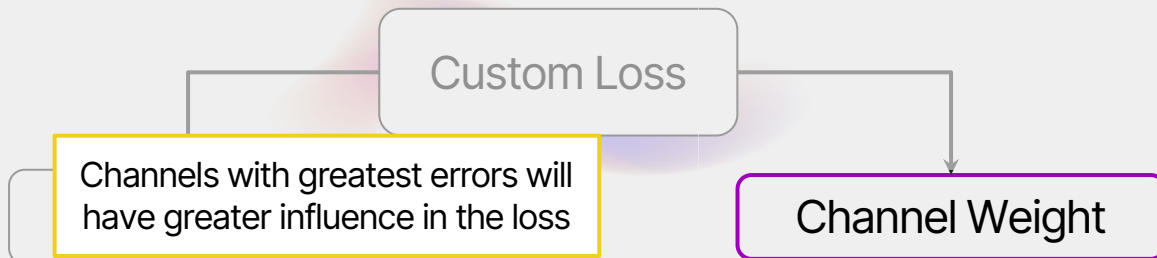 Custom Loss
Channels with greatest errors will
have greater influence in the loss
Channel Weight